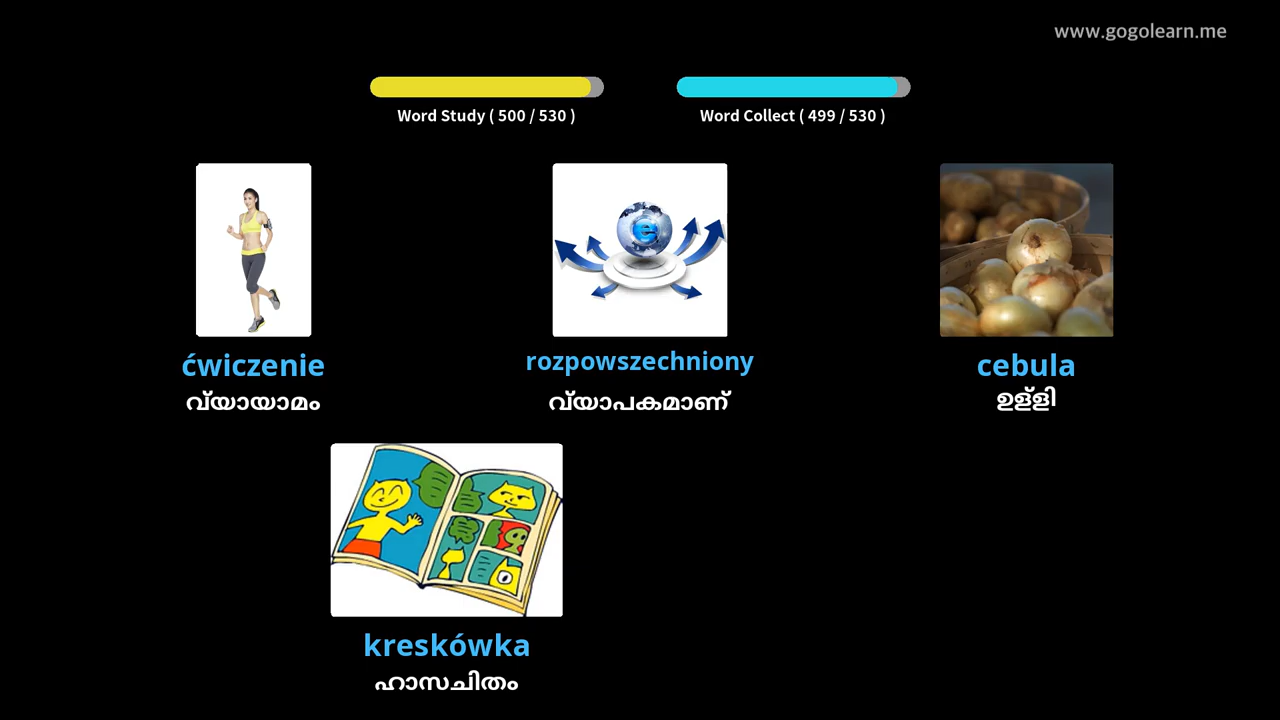 www.gogolearn.me
Word Study ( 500 / 530 )
Word Collect ( 499 / 530 )
ćwiczenie
rozpowszechniony
cebula
വ്യായാമം
വ്യാപകമാണ്
ഉള്ളി
kreskówka
ഹാസചിതം